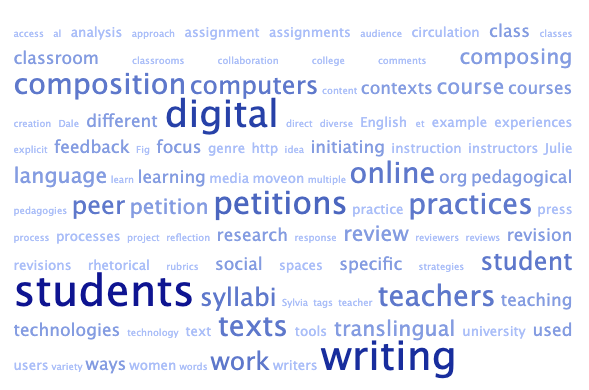 access al analysis approach assignment assignments audience circulation class classes
classroom classrooms collaboration college comments composing
composition computers content contexts course courses
creation Dale different digital direct diverse English et example experiences
explicit feedback Fig focus genre http idea initiating instruction instructors Julie
language learn learning media moveon multiple online org pedagogical
pedagogies peer petition petitions practice practices press
process processes project reflection research response review reviewers reviews revision
revisions rhetorical rubrics social spaces specific strategies student
students syllabi Sylvia tags teacher teachers teaching
technologies technology text texts tools translingual university used
users variety ways women words work writers writing